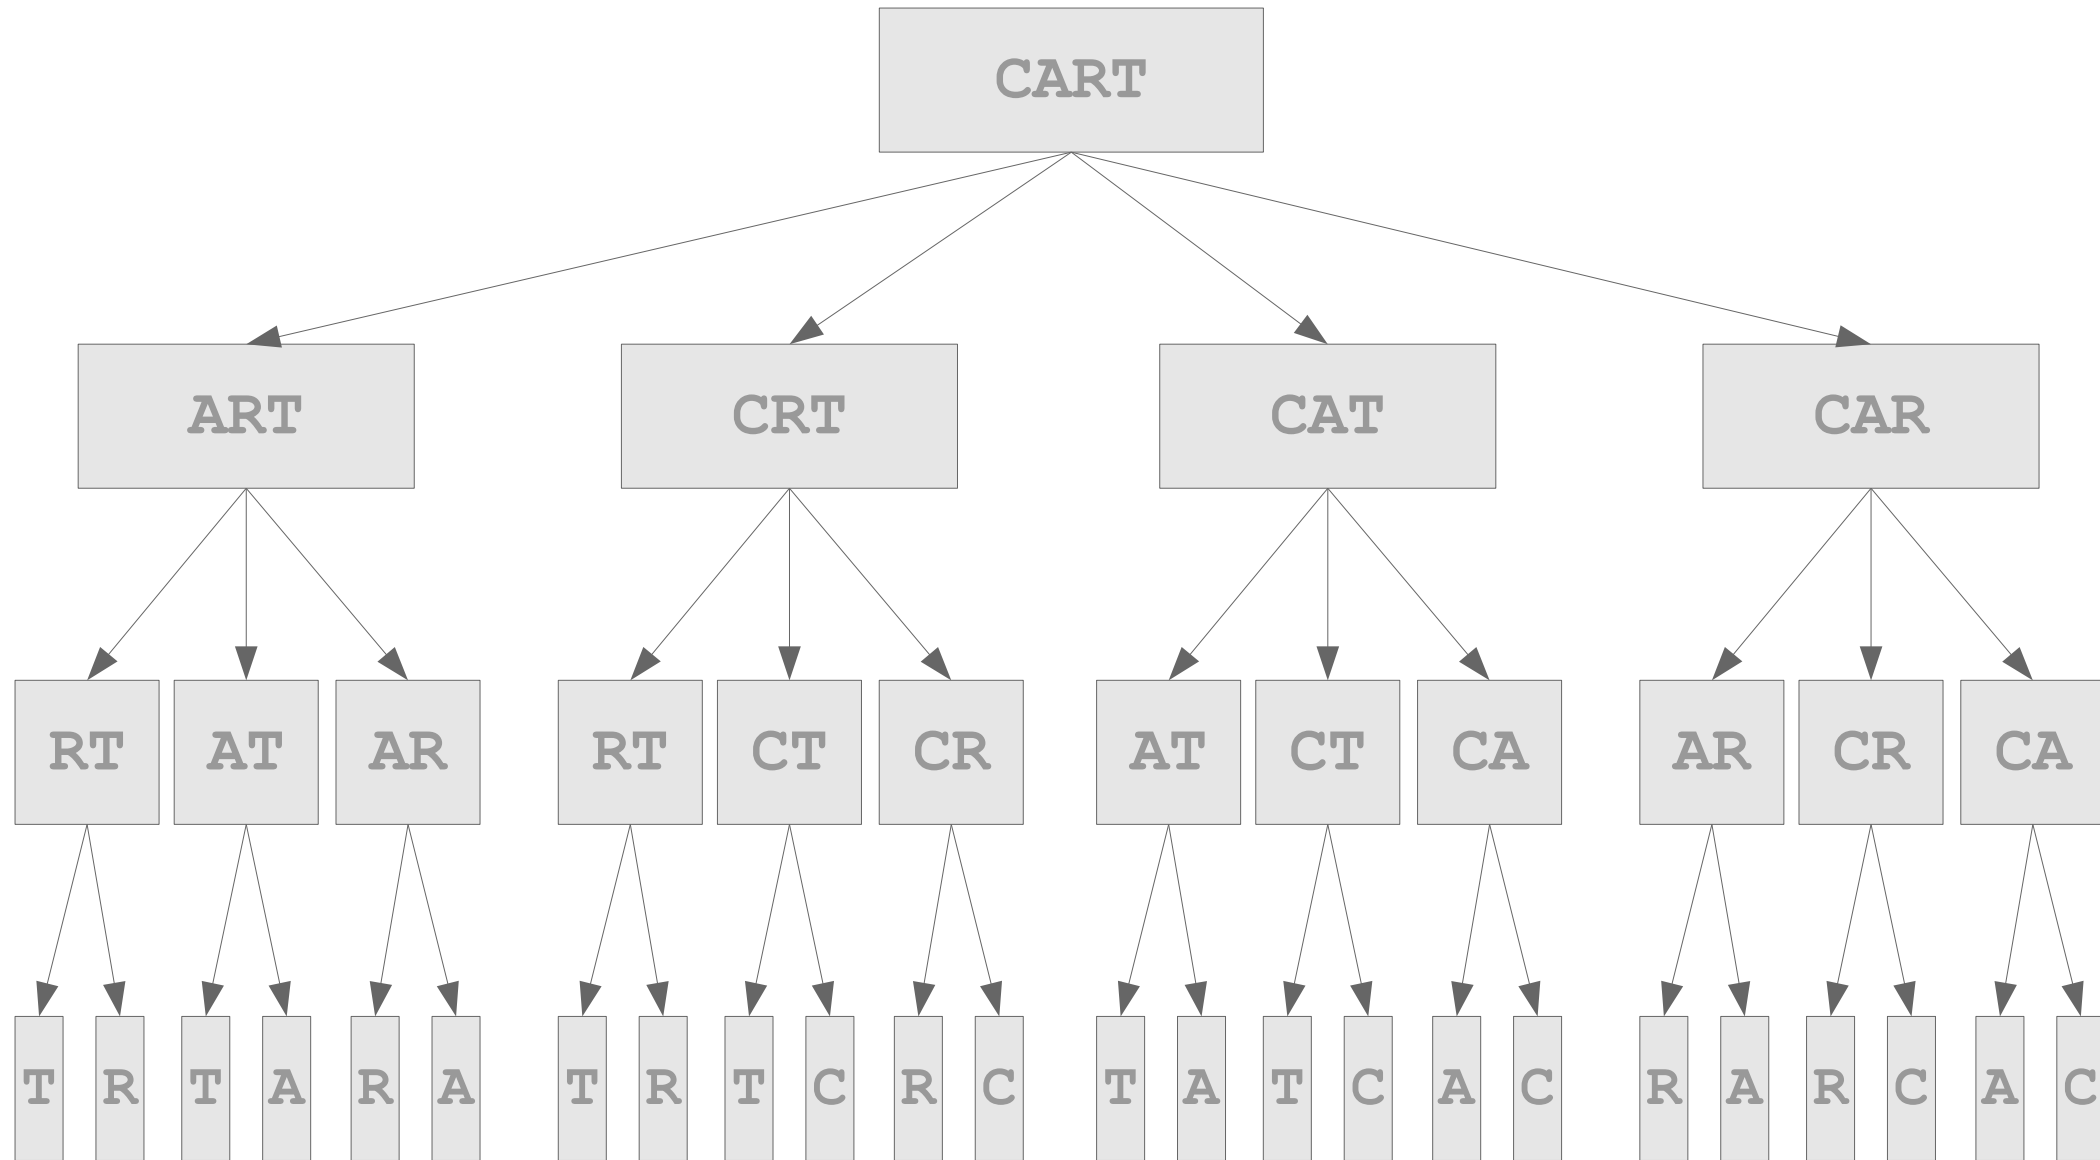 CART
ART CRT CAT CAR
RT AT AR RT CT CR AT CT CA AR CR CA
T R T A R A T R T C R C T A T C A C R A R C A C